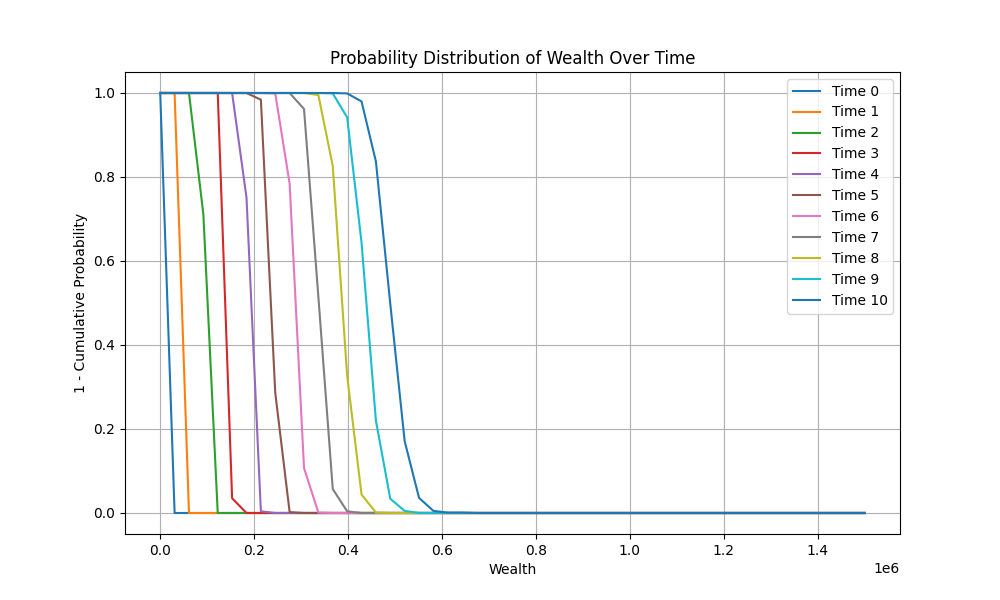 Probability Distribution of Wealth Over Time
1 - Cumulative Probability
1.0
0.8
0.6
0.4
0.2
0.0
Time 0
Time 1
Time 2
Time 3
Time 4
Time 5
Time 6
Time 7
Time 8
Time 9
Time 10
0.0 0.2 0.4 0.6 0.8 1.0 1.2 1.4
1e6
Wealth